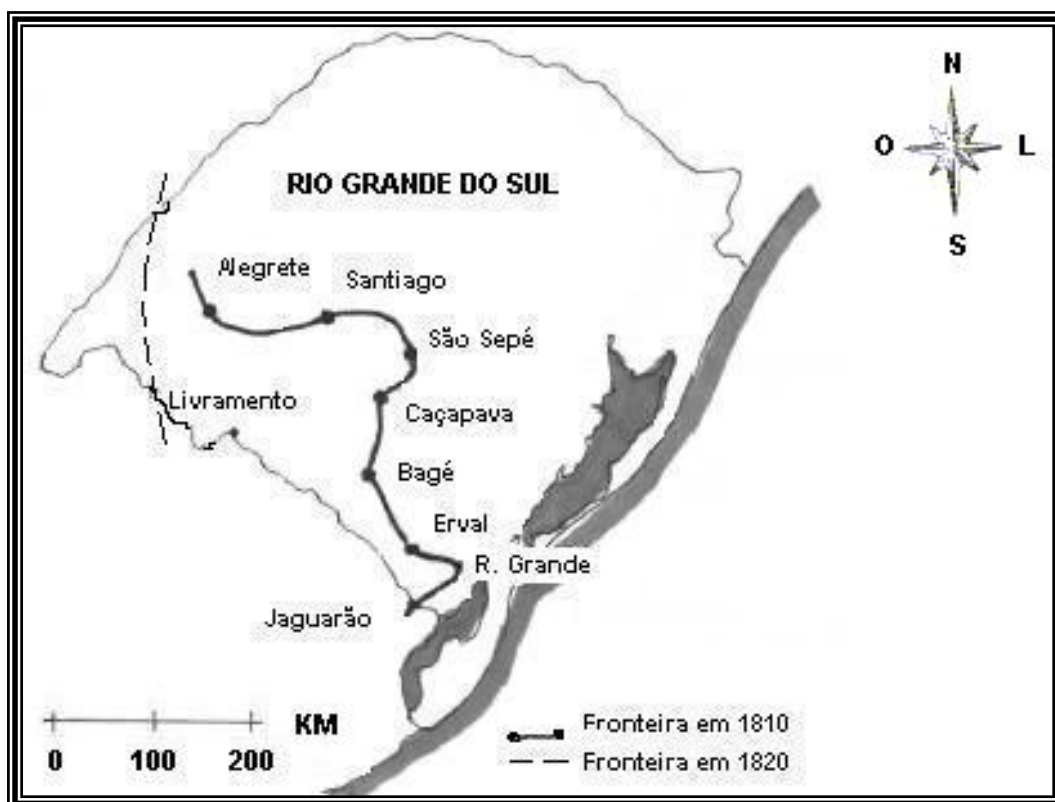 N
O L
S
RIO GRANDE DO SUL
Alegrete
Santiago
São Sepé
Livramento
Caçapava
Bagé
Erval
R. Grande
Jaguarão
KM
0 100 200
Fronteira em 1810
Fronteira em 1820